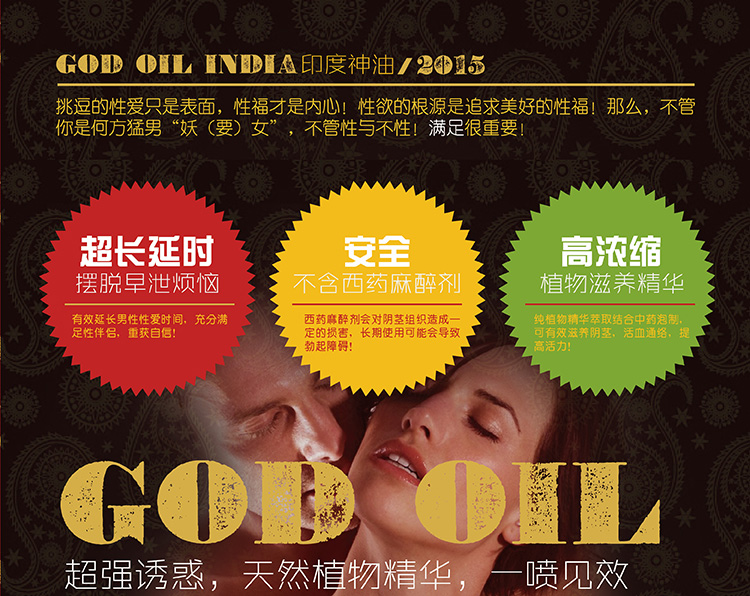 GOD OIL INDIA印度神油/2015
挑逗的性爱只是表面，性福才是内心！性欲的根源是追求美好的性福！那么，不管
你是何方猛男“妖（要）女”，不管性与不性！满足很重要！
超长延时
摆脱早泄烦恼
有效延长男性性爱时间，充分满
足性伴侣，重获自信！
安全
不含西药麻醉剂
西药麻醉剂会对阴茎组织造成一
定的损害，长期使用可能会导致
勃起障碍！
高浓缩
植物滋养精华
纯植物精华萃取结合中药泡制，
可有效滋养阴茎，活血通络，提
高活力！
GOD OIL
超强诱惑，天然植物精华，一喷见效